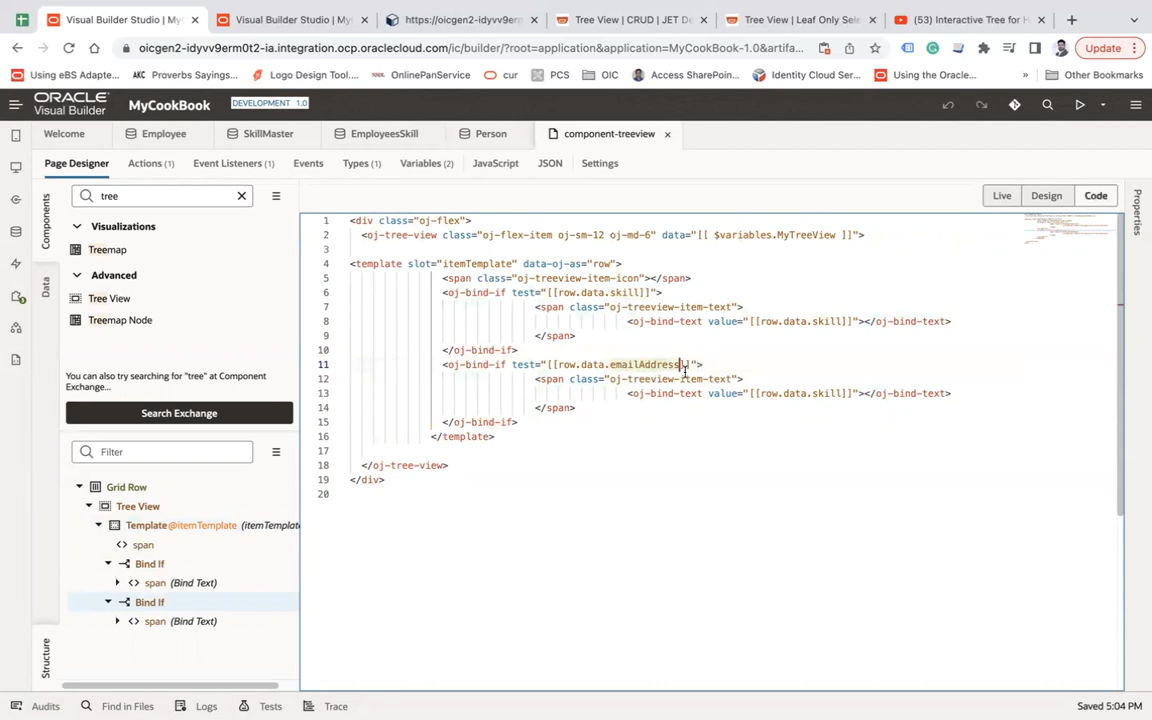 Visual Builder Studio | My
Visual Builder Studio | My
https://oicgen2-idyvv9erm
Tree View | CRUD | JET De
Tree View | Leaf Only Sele
(53) Interactive Tree for H
oicgen2-idyvv9erm0t2-ia.integration.ocp.oraclecloud.com/ic/builder/?root=application&application=MyCookBook-1.0&artifa...
Update
Using eBS Adapte...
AKC Proverbs Sayings...
Logo Design Tool....
OnlinePanService
cur
PCS
OIC
Access SharePoin...
Identity Cloud Ser...
Using the Oracle...
»
Other Bookmarks
ORACLE
Visual Builder
MyCookBook
DEVELOPMENT 1.0
Welcome
Employee
SkillMaster
EmployeesSkill
Person
component-treeview
Page Designer
Actions (1)
Event Listeners (1)
Events
Types (1)
Variables (2)
JavaScript
JSON
Settings
Components
Data
Structure
tree
Visualizations
Treemap
Advanced
Tree View
Treemap Node
You can also try searching for "tree" at Component
Exchange.
Search Exchange
Filter
Grid Row
Tree View
Template@itemTemplate (itemTemplate
<> span
Bind If
<> span (Bind Text)
Bind If
<> span (Bind Text)
Live
Design
Code
Properties
1 <div class="oj-flex">
2 <oj-tree-view class="oj-flex-item oj-sm-12 oj-md-6" data="[[ $variables.MyTreeView ]]">
3
4 <template slot="itemTemplate" data-oj-as="row">
5 <span class="oj-treeview-item-icon"></span>
6 <oj-bind-if test="[[row.data.skill]]">
7 <span class="oj-treeview-item-text">
8 <oj-bind-text value="[[row.data.skill]]"></oj-bind-text>
9 </span>
10 </oj-bind-if>
11 <oj-bind-if test="[[row.data.emailAddress]]">
12 <span class="oj-treeview-item-text">
13 <oj-bind-text value="[[row.data.skill]]"></oj-bind-text>
14 </span>
15 </oj-bind-if>
16 </template>
17
18 </oj-tree-view>
19 </div>
20
Audits
Find in Files
Logs
Tests
Trace
Saved 5:04 PM